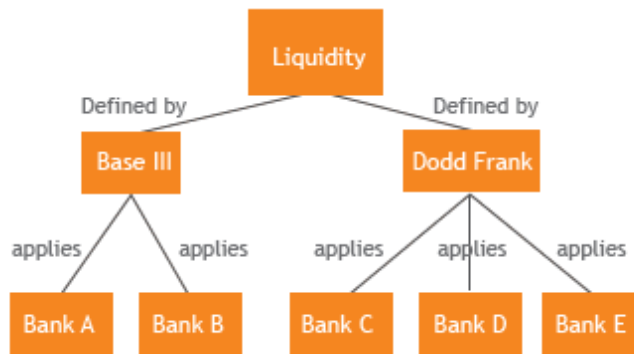 Liquidity
Defined by
Defined by
Base III
Dodd Frank
applies
applies
applies
applies
applies
Bank A
Bank B
Bank C
Bank D
Bank E